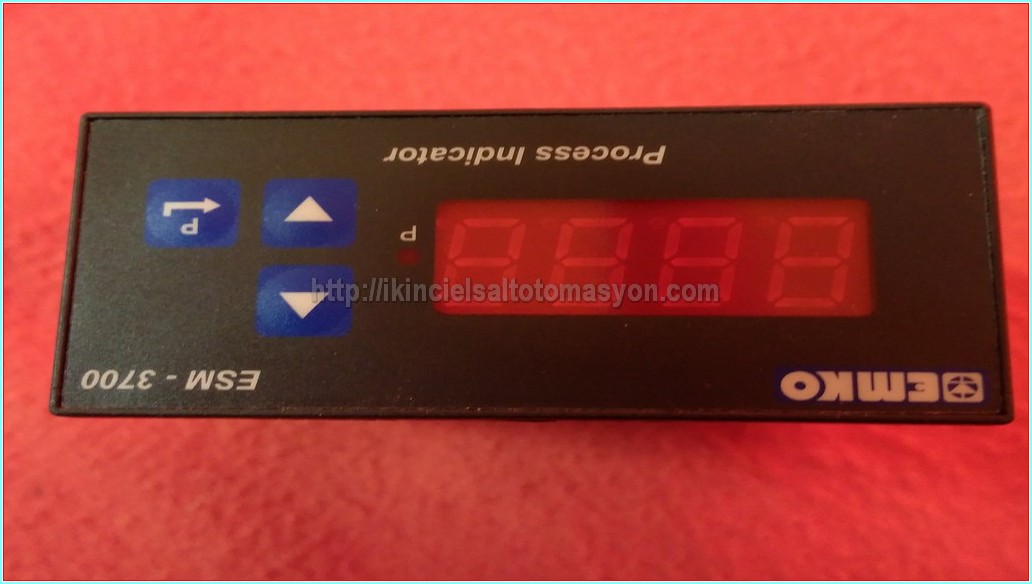 EMKO
ESM - 3700
P
P
Process Indicator
http://ikincielsaltotomasyon.com